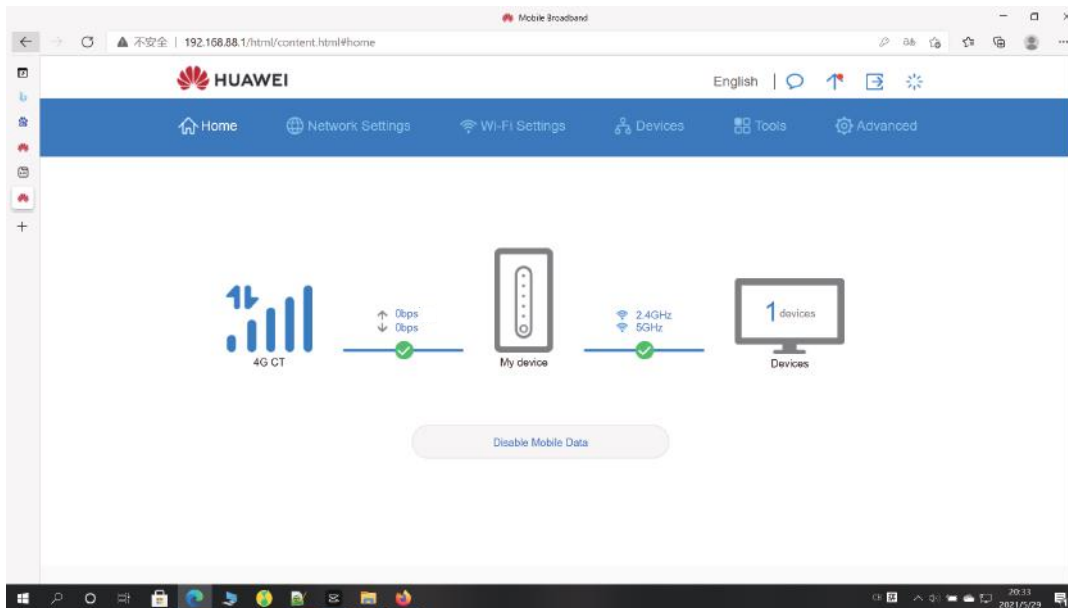 Mobile Broadband
不安全 | 192.168.88.1/html/content.html#home
HUAWEI
English
Home
Network Settings
Wi-Fi Settings
Devices
Tools
Advanced
4G CT
0bps
0bps
My device
2.4GHz
5GHz
1 devices
Devices
Disable Mobile Data
20:33
2021/5/29